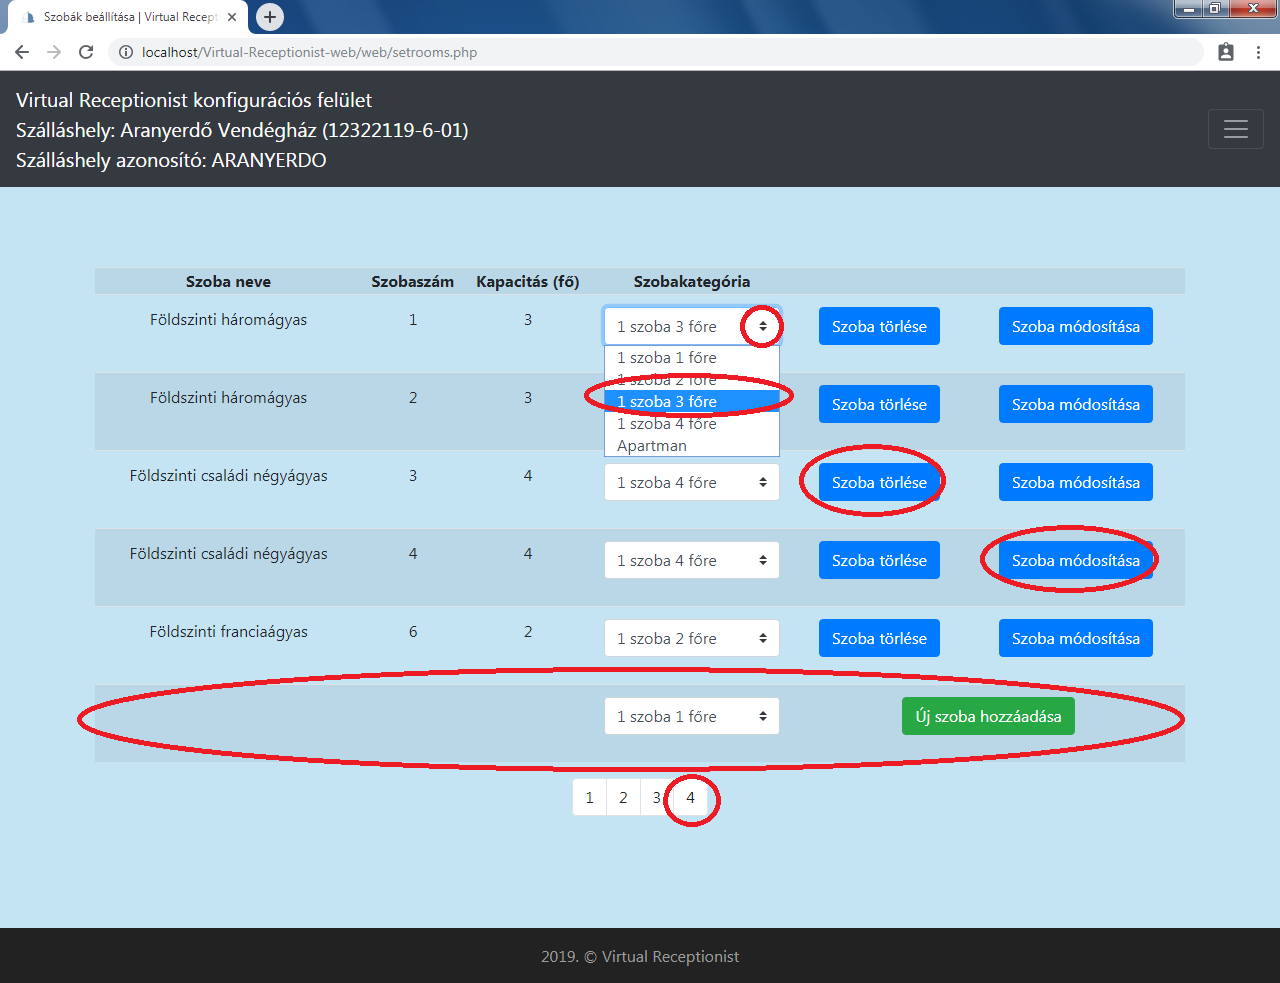 Szobák beállítása | Virtual Recept
localhost/Virtual-Receptionist-web/web/setrooms.php
Virtual Receptionist konfigurációs felület
Szálláshely: Aranyerdő Vendégház (12322119-6-01)
Szálláshely azonosító: ARANYERDO
Szoba neve Szobaszám Kapacitás (fő) Szobakategória
Földszinti háromágyas 1 3 1 szoba 3 főre Szoba törlése Szoba módosítása
1 szoba 1 főre
1 szoba 2 főre
1 szoba 3 főre
1 szoba 4 főre
Apartman
Földszinti háromágyas 2 3 Szoba törlése Szoba módosítása
Földszinti családi négyágyas 3 4 1 szoba 4 főre Szoba törlése Szoba módosítása
Földszinti családi négyágyas 4 4 1 szoba 4 főre Szoba törlése Szoba módosítása
Földszinti franciaágyas 6 2 1 szoba 2 főre Szoba törlése Szoba módosítása
1 szoba 1 főre Új szoba hozzáadása
1 2 3 4
2019. © Virtual Receptionist